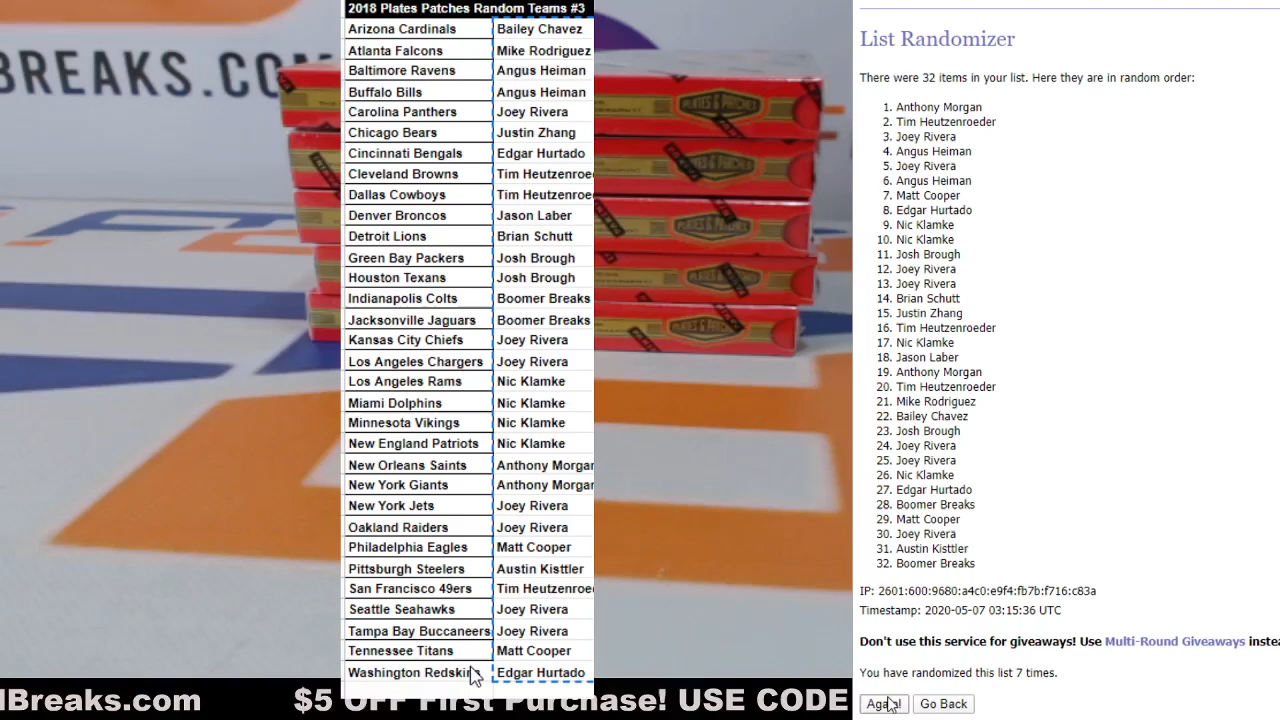 2018 Plates Patches Random Teams #3
Arizona Cardinals Bailey Chavez
Atlanta Falcons Mike Rodriguez
Baltimore Ravens Angus Heiman
Buffalo Bills Angus Heiman
Carolina Panthers Joey Rivera
Chicago Bears Justin Zhang
Cincinnati Bengals Edgar Hurtado
Cleveland Browns Tim Heutzenroe
Dallas Cowboys Tim Heutzenroe
Denver Broncos Jason Laber
Detroit Lions Brian Schutt
Green Bay Packers Josh Brough
Houston Texans Josh Brough
Indianapolis Colts Boomer Breaks
Jacksonville Jaguars Boomer Breaks
Kansas City Chiefs Joey Rivera
Los Angeles Chargers Joey Rivera
Los Angeles Rams Nic Klamke
Miami Dolphins Nic Klamke
Minnesota Vikings Nic Klamke
New England Patriots Nic Klamke
New Orleans Saints Anthony Morgan
New York Giants Anthony Morgan
New York Jets Joey Rivera
Oakland Raiders Joey Rivera
Philadelphia Eagles Matt Cooper
Pittsburgh Steelers Austin Kisttler
San Francisco 49ers Tim Heutzenroe
Seattle Seahawks Joey Rivera
Tampa Bay Buccaneers Joey Rivera
Tennessee Titans Matt Cooper
Washington Redskin Edgar Hurtado
BREAKS.CO
PLATES & PATCHES
PLATES & PATCHES
PLATES & PATCHES
PLATES & PATCHES
PLATES & PATCHES
List Randomizer
There were 32 items in your list. Here they are in random order:
1. Anthony Morgan
2. Tim Heutzenroeder
3. Joey Rivera
4. Angus Heiman
5. Joey Rivera
6. Angus Heiman
7. Matt Cooper
8. Edgar Hurtado
9. Nic Klamke
10. Nic Klamke
11. Josh Brough
12. Joey Rivera
13. Joey Rivera
14. Brian Schutt
15. Justin Zhang
16. Tim Heutzenroeder
17. Nic Klamke
18. Jason Laber
19. Anthony Morgan
20. Tim Heutzenroeder
21. Mike Rodriguez
22. Bailey Chavez
23. Josh Brough
24. Joey Rivera
25. Joey Rivera
26. Nic Klamke
27. Edgar Hurtado
28. Boomer Breaks
29. Matt Cooper
30. Joey Rivera
31. Austin Kisttler
32. Boomer Breaks
IP: 2601:600:9680:a4c0:e9f4:fb7b:f716:c83a
Timestamp: 2020-05-07 03:15:36 UTC
Don't use this service for giveaways! Use Multi-Round Giveaways inste
You have randomized this list 7 times.
Again! Go Back
lBreaks.com $5 OFF First Purchase! USE CODE